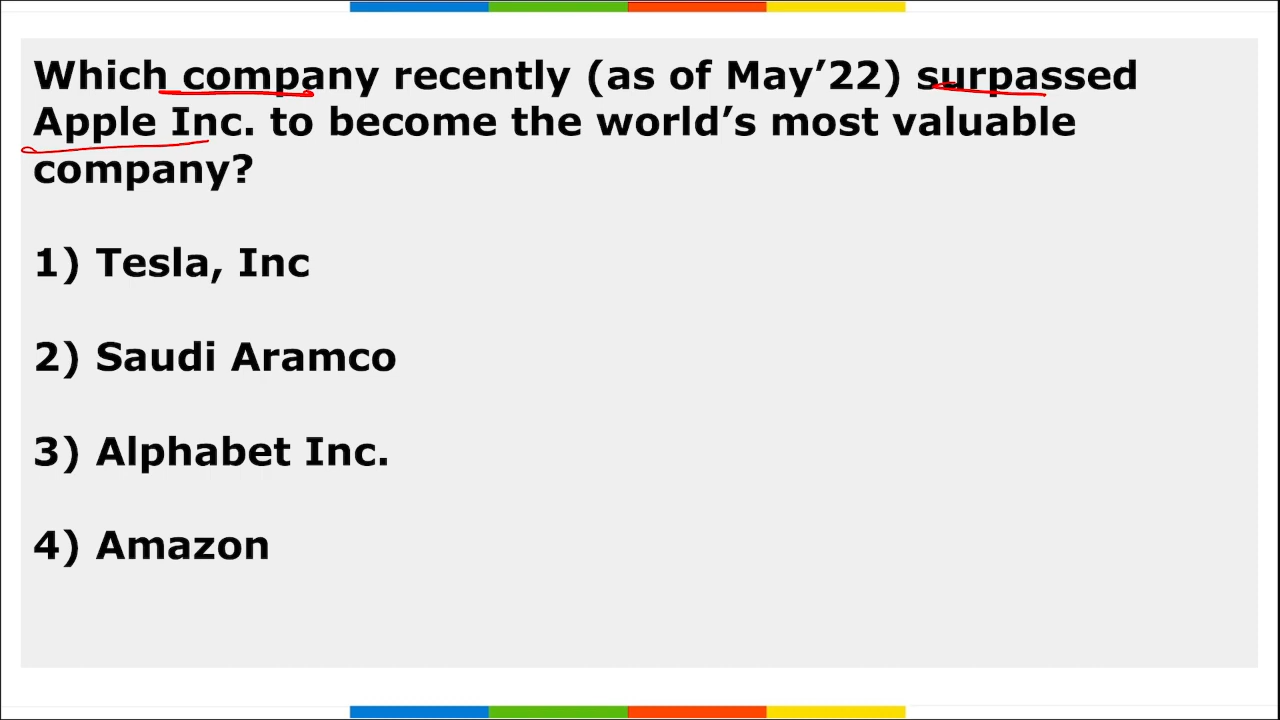 Which company recently (as of May’22) surpassed
Apple Inc. to become the world’s most valuable
company?
1) Tesla, Inc
2) Saudi Aramco
3) Alphabet Inc.
4) Amazon